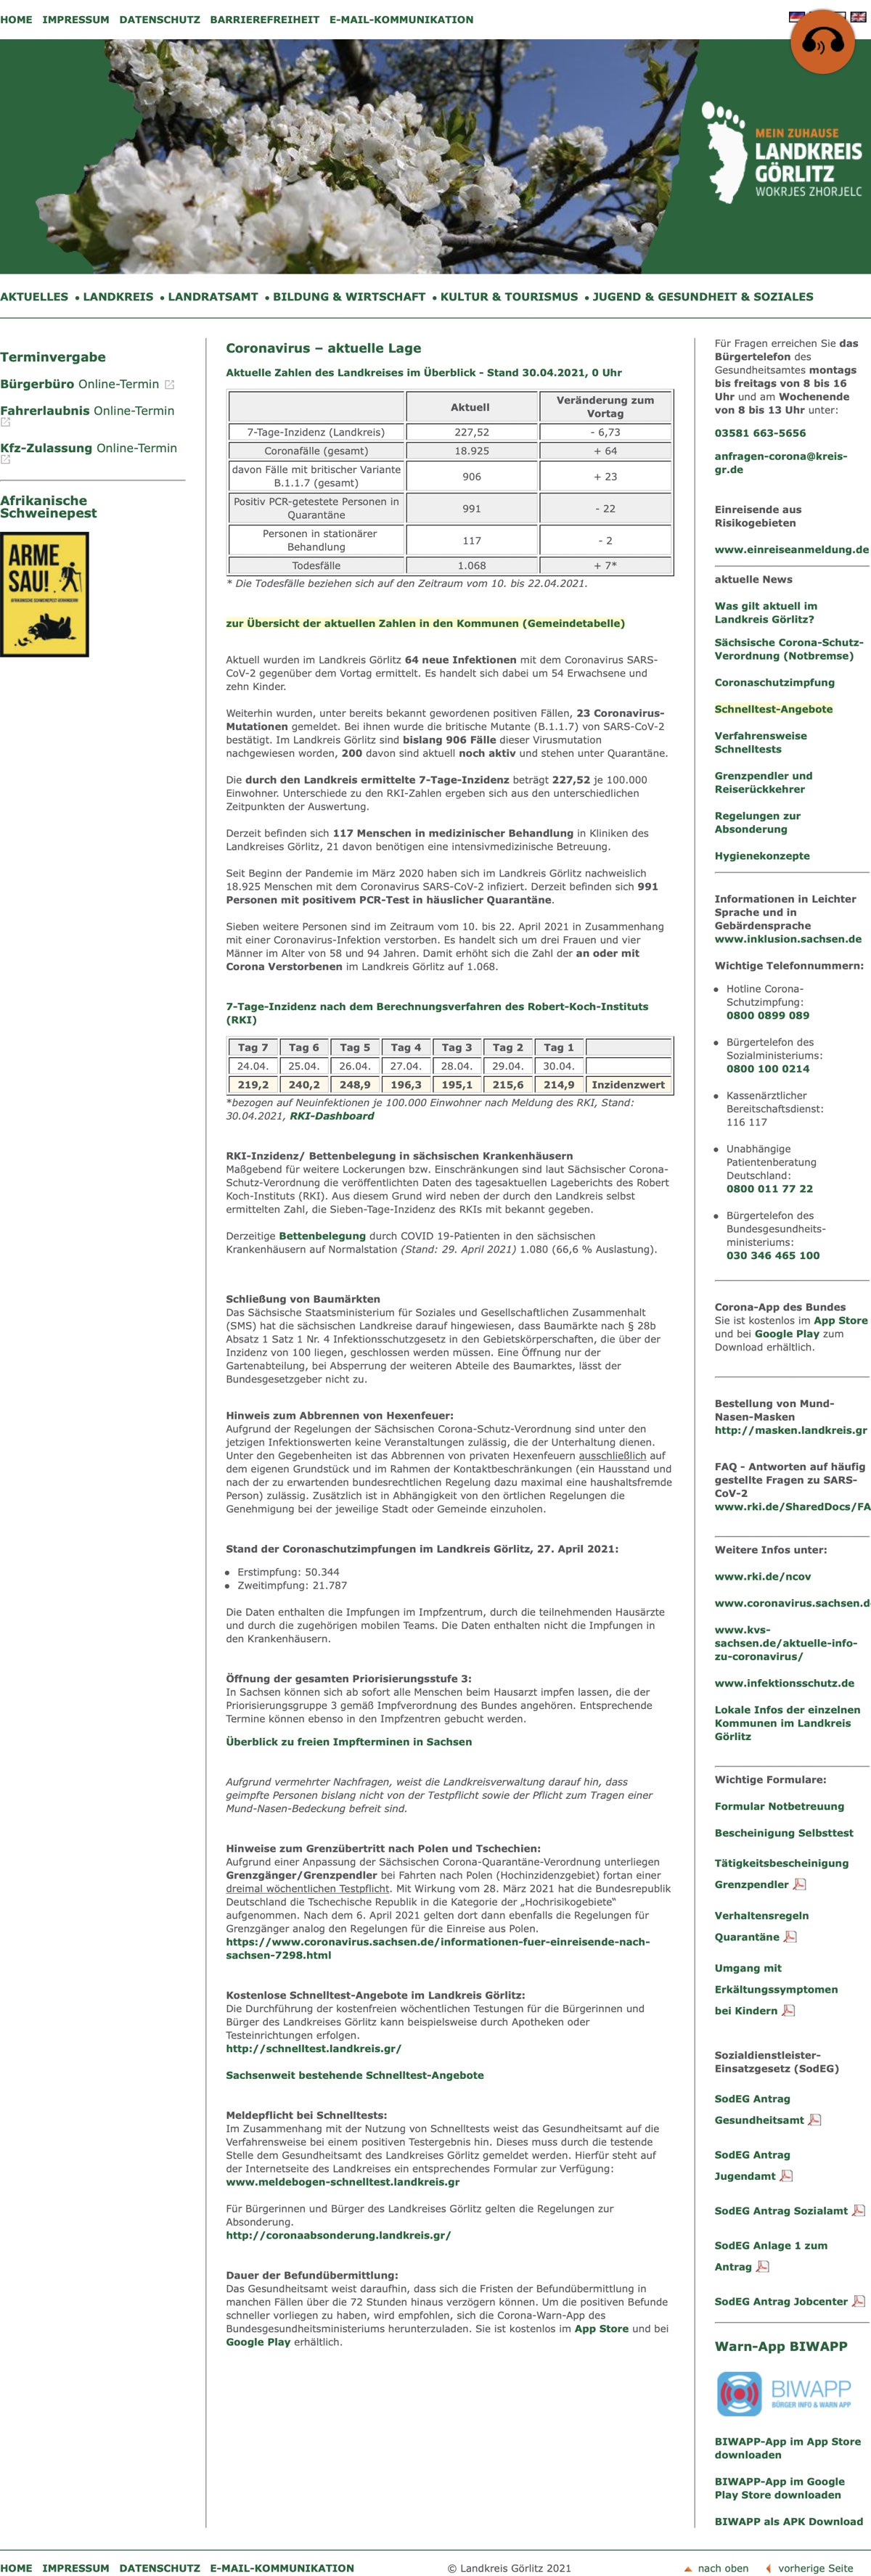 HOME IMPRESSUM DATENSCHUTZ BARRIEREFREIHEIT E-MAIL-KOMMUNIKATION
MEIN ZUHAUSE
LANDKREIS
GÖRLITZ
WOKRJES ZHORJELC
AKTUELLES • LANDKREIS • LANDRATSAMT • BILDUNG & WIRTSCHAFT • KULTUR & TOURISMUS • JUGEND & GESUNDHEIT & SOZIALES
Terminvergabe
Bürgerbüro Online-Termin
Fahrerlaubnis Online-Termin
Kfz-Zulassung Online-Termin
Afrikanische
Schweinepest
ARME
SAU!
Coronavirus – aktuelle Lage
Aktuelle Zahlen des Landkreises im Überblick - Stand 30.04.2021, 0 Uhr
Aktuell
Veränderung zum
Vortag
7-Tage-Inzidenz (Landkreis) 227,52 - 6,73
Coronafälle (gesamt) 18.925 + 64
davon Fälle mit britischer Variante
B.1.1.7 (gesamt)
906 + 23
Positiv PCR-getestete Personen in
Quarantäne
991 - 22
Personen in stationärer
Behandlung
117 - 2
Todesfälle 1.068 + 7*
* Die Todesfälle beziehen sich auf den Zeitraum vom 10. bis 22.04.2021.
zur Übersicht der aktuellen Zahlen in den Kommunen (Gemeindetabelle)
Aktuell wurden im Landkreis Görlitz 64 neue Infektionen mit dem Coronavirus SARS-
CoV-2 gegenüber dem Vortag ermittelt. Es handelt sich dabei um 54 Erwachsene und
zehn Kinder.
Weiterhin wurden, unter bereits bekannt gewordenen positiven Fällen, 23 Coronavirus-
Mutationen gemeldet. Bei ihnen wurde die britische Mutante (B.1.1.7) von SARS-CoV-2
bestätigt. Im Landkreis Görlitz sind bislang 906 Fälle dieser Virusmutation
nachgewiesen worden, 200 davon sind aktuell noch aktiv und stehen unter Quarantäne.
Die durch den Landkreis ermittelte 7-Tage-Inzidenz beträgt 227,52 je 100.000
Einwohner. Unterschiede zu den RKI-Zahlen ergeben sich aus den unterschiedlichen
Zeitpunkten der Auswertung.
Derzeit befinden sich 117 Menschen in medizinischer Behandlung in Kliniken des
Landkreises Görlitz, 21 davon benötigen eine intensivmedizinische Betreuung.
Seit Beginn der Pandemie im März 2020 haben sich im Landkreis Görlitz nachweislich
18.925 Menschen mit dem Coronavirus SARS-CoV-2 infiziert. Derzeit befinden sich 991
Personen mit positivem PCR-Test in häuslicher Quarantäne.
Sieben weitere Personen sind im Zeitraum vom 10. bis 22. April 2021 in Zusammenhang
mit einer Coronavirus-Infektion verstorben. Es handelt sich um drei Frauen und vier
Männer im Alter von 58 und 94 Jahren. Damit erhöht sich die Zahl der an oder mit
Corona Verstorbenen im Landkreis Görlitz auf 1.068.
7-Tage-Inzidenz nach dem Berechnungsverfahren des Robert-Koch-Instituts
(RKI)
Tag 7 Tag 6 Tag 5 Tag 4 Tag 3 Tag 2 Tag 1
24.04. 25.04. 26.04. 27.04. 28.04. 29.04. 30.04.
219,2 240,2 248,9 196,3 195,1 215,6 214,9 Inzidenzwert
*bezogen auf Neuinfektionen je 100.000 Einwohner nach Meldung des RKI, Stand:
30.04.2021, RKI-Dashboard
RKI-Inzidenz/ Bettenbelegung in sächsischen Krankenhäusern
Maßgebend für weitere Lockerungen bzw. Einschränkungen sind laut Sächsischer Corona-
Schutz-Verordnung die veröffentlichten Daten des tagesaktuellen Lageberichts des Robert
Koch-Instituts (RKI). Aus diesem Grund wird neben der durch den Landkreis selbst
ermittelten Zahl, die Sieben-Tage-Inzidenz des RKIs mit bekannt gegeben.
Derzeitige Bettenbelegung durch COVID 19-Patienten in den sächsischen
Krankenhäusern auf Normalstation (Stand: 29. April 2021) 1.080 (66,6 % Auslastung).
Schließung von Baumärkten
Das Sächsische Staatsministerium für Soziales und Gesellschaftlichen Zusammenhalt
(SMS) hat die sächsischen Landkreise darauf hingewiesen, dass Baumärkte nach § 28b
Absatz 1 Satz 1 Nr. 4 Infektionsschutzgesetz in den Gebietskörperschaften, die über der
Inzidenz von 100 liegen, geschlossen werden müssen. Eine Öffnung nur der
Gartenabteilung, bei Absperrung der weiteren Abteile des Baumarktes, lässt der
Bundesgesetzgeber nicht zu.
Hinweis zum Abbrennen von Hexenfeuer:
Aufgrund der Regelungen der Sächsischen Corona-Schutz-Verordnung sind unter den
jetzigen Infektionswerten keine Veranstaltungen zulässig, die der Unterhaltung dienen.
Unter den Gegebenheiten ist das Abbrennen von privaten Hexenfeuern ausschließlich auf
dem eigenen Grundstück und im Rahmen der Kontaktbeschränkungen (ein Hausstand und
nach der zu erwartenden bundesrechtlichen Regelung dazu maximal eine haushaltsfremde
Person) zulässig. Zusätzlich ist in Abhängigkeit von den örtlichen Regelungen die
Genehmigung bei der jeweilige Stadt oder Gemeinde einzuholen.
Stand der Coronaschutzimpfungen im Landkreis Görlitz, 27. April 2021:
• Erstimpfung: 50.344
• Zweitimpfung: 21.787
Die Daten enthalten die Impfungen im Impfzentrum, durch die teilnehmenden Hausärzte
und durch die zugehörigen mobilen Teams. Die Daten enthalten nicht die Impfungen in
den Krankenhäusern.
Öffnung der gesamten Priorisierungsstufe 3:
In Sachsen können sich ab sofort alle Menschen beim Hausarzt impfen lassen, die der
Priorisierungsgruppe 3 gemäß Impfverordnung des Bundes angehören. Entsprechende
Termine können ebenso in den Impfzentren gebucht werden.
Überblick zu freien Impfterminen in Sachsen
Aufgrund vermehrter Nachfragen, weist die Landkreisverwaltung darauf hin, dass
geimpfte Personen bislang nicht von der Testpflicht sowie der Pflicht zum Tragen einer
Mund-Nasen-Bedeckung befreit sind.
Hinweise zum Grenzübertritt nach Polen und Tschechien:
Aufgrund einer Anpassung der Sächsischen Corona-Quarantäne-Verordnung unterliegen
Grenzgänger/Grenzpendler bei Fahrten nach Polen (Hochinzidenzgebiet) fortan einer
dreimal wöchentlichen Testpflicht. Mit Wirkung vom 28. März 2021 hat die Bundesrepublik
Deutschland die Tschechische Republik in die Kategorie der „Hochrisikogebiete“
aufgenommen. Nach dem 6. April 2021 gelten dort dann ebenfalls die Regelungen für
Grenzgänger analog den Regelungen für die Einreise aus Polen.
https://www.coronavirus.sachsen.de/informationen-fuer-einreisende-nach-
sachsen-7298.html
Kostenlose Schnelltest-Angebote im Landkreis Görlitz:
Die Durchführung der kostenfreien wöchentlichen Testungen für die Bürgerinnen und
Bürger des Landkreises Görlitz kann beispielsweise durch Apotheken oder
Testeinrichtungen erfolgen.
http://schnelltest.landkreis.gr/
Sachsenweit bestehende Schnelltest-Angebote
Meldepflicht bei Schnelltests:
Im Zusammenhang mit der Nutzung von Schnelltests weist das Gesundheitsamt auf die
Verfahrensweise bei einem positiven Testergebnis hin. Dieses muss durch die testende
Stelle dem Gesundheitsamt des Landkreises Görlitz gemeldet werden. Hierfür steht auf
der Internetseite des Landkreises ein entsprechendes Formular zur Verfügung:
www.meldebogen-schnelltest.landkreis.gr
Für Bürgerinnen und Bürger des Landkreises Görlitz gelten die Regelungen zur
Absonderung.
http://coronaabsonderung.landkreis.gr/
Dauer der Befundübermittlung:
Das Gesundheitsamt weist daraufhin, dass sich die Fristen der Befundübermittlung in
manchen Fällen über die 72 Stunden hinaus verzögern können. Um die positiven Befunde
schneller vorliegen zu haben, wird empfohlen, sich die Corona-Warn-App des
Bundesgesundheitsministeriums herunterzuladen. Sie ist kostenlos im App Store und bei
Google Play erhältlich.
Für Fragen erreichen Sie das
Bürgertelefon des
Gesundheitsamtes montags
bis freitags von 8 bis 16
Uhr und am Wochenende
von 8 bis 13 Uhr unter:
03581 663-5656
anfragen-corona@kreis-
gr.de
Einreisende aus
Risikogebieten
www.einreiseanmeldung.de
aktuelle News
Was gilt aktuell im
Landkreis Görlitz?
Sächsische Corona-Schutz-
Verordnung (Notbremse)
Coronaschutzimpfung
Schnelltest-Angebote
Verfahrensweise
Schnelltests
Grenzpendler und
Reiserückkehrer
Regelungen zur
Absonderung
Hygienekonzepte
Informationen in Leichter
Sprache und in
Gebärdensprache
www.inklusion.sachsen.de
Wichtige Telefonnummern:
• Hotline Corona-
Schutzimpfung:
0800 0899 089
• Bürgertelefon des
Sozialministeriums:
0800 100 0214
• Kassenärztlicher
Bereitschaftsdienst:
116 117
• Unabhängige
Patientenberatung
Deutschland:
0800 011 77 22
• Bürgertelefon des
Bundesgesundheits-
ministeriums:
030 346 465 100
Corona-App des Bundes
Sie ist kostenlos im App Store
und bei Google Play zum
Download erhältlich.
Bestellung von Mund-
Nasen-Masken
http://masken.landkreis.gr
FAQ - Antworten auf häufig
gestellte Fragen zu SARS-
CoV-2
www.rki.de/SharedDocs/FA
Weitere Infos unter:
www.rki.de/ncov
www.coronavirus.sachsen.d
www.kvs-
sachsen.de/aktuelle-info-
zu-coronavirus/
www.infektionsschutz.de
Lokale Infos der einzelnen
Kommunen im Landkreis
Görlitz
Wichtige Formulare:
Formular Notbetreuung
Bescheinigung Selbsttest
Tätigkeitsbescheinigung
Grenzpendler
Verhaltensregeln
Quarantäne
Umgang mit
Erkältungssymptomen
bei Kindern
Sozialdienstleister-
Einsatzgesetz (SodEG)
SodEG Antrag
Gesundheitsamt
SodEG Antrag
Jugendamt
SodEG Antrag Sozialamt
SodEG Anlage 1 zum
Antrag
SodEG Antrag Jobcenter
Warn-App BIWAPP
BIWAPP
BÜRGER INFO & WARN APP
BIWAPP-App im App Store
downloaden
BIWAPP-App im Google
Play Store downloaden
BIWAPP als APK Download
HOME IMPRESSUM DATENSCHUTZ E-MAIL-KOMMUNIKATION © Landkreis Görlitz 2021 nach oben vorherige Seite